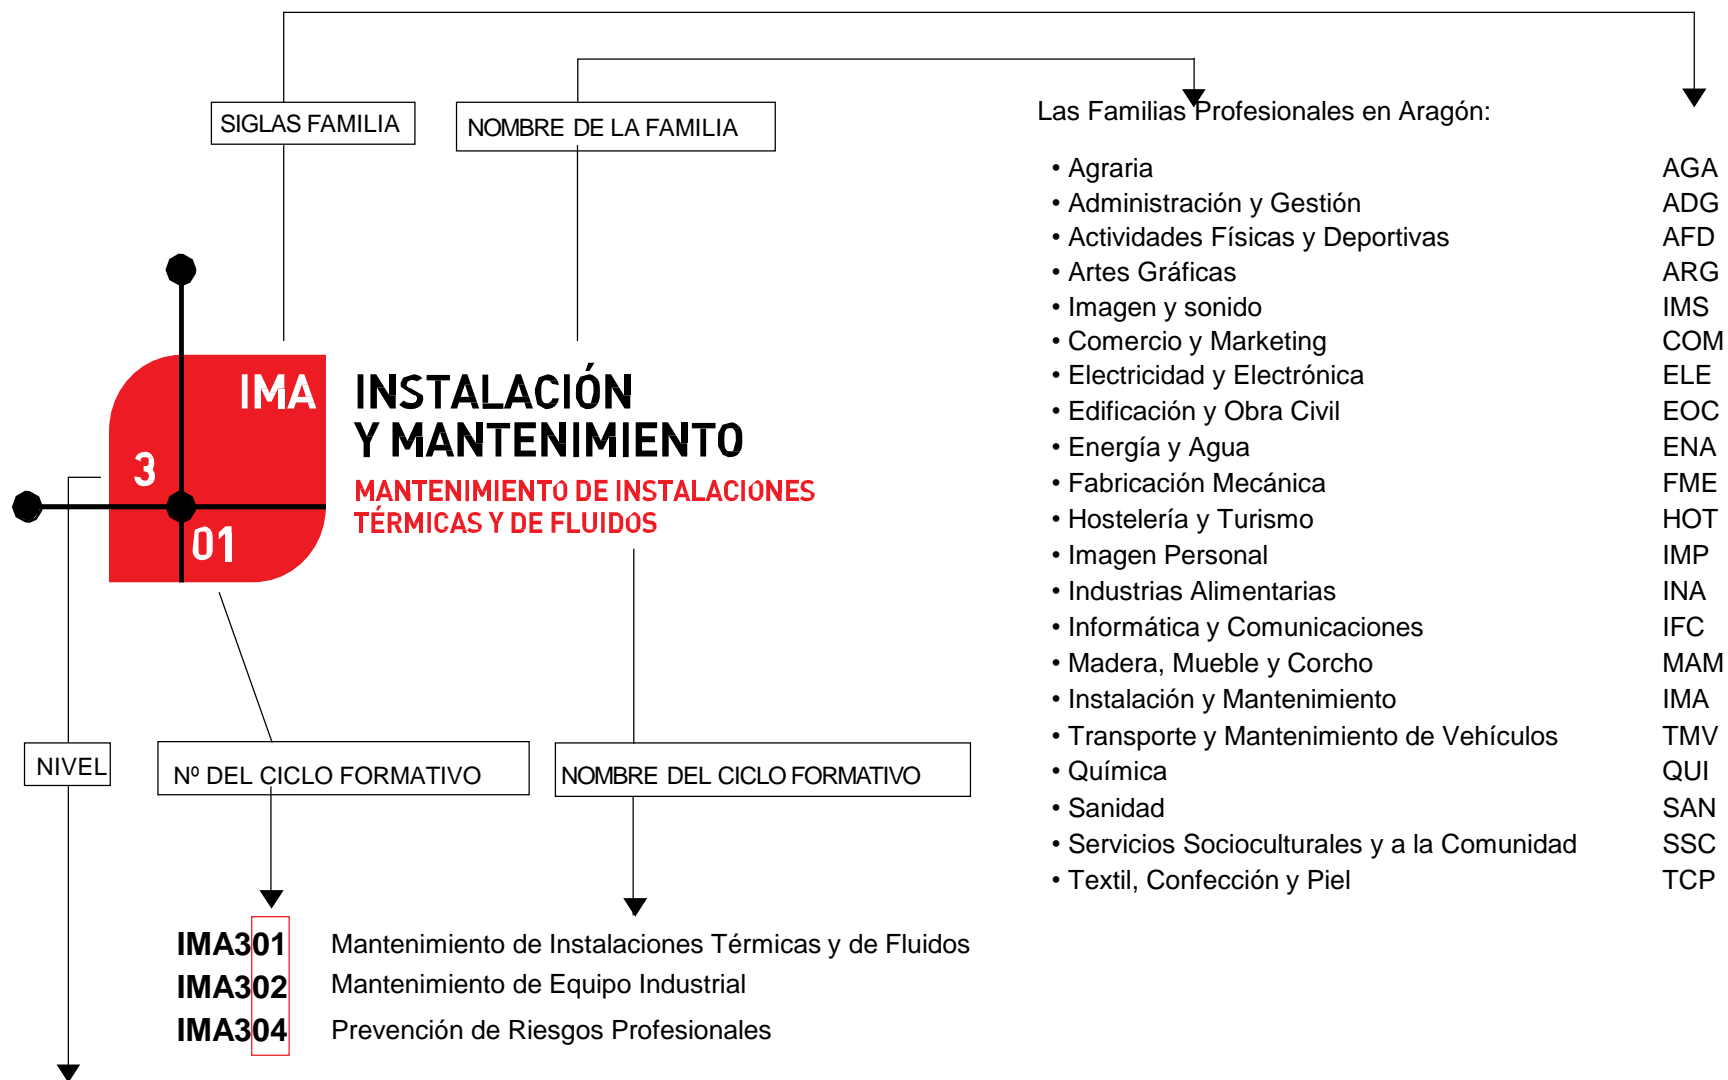 SIGLAS FAMILIA
NOMBRE DE LA FAMILIA
IMA
3
01
INSTALACIÓN
Y MANTENIMIENTO
MANTENIMIENTO DE INSTALACIONES
TÉRMICAS Y DE FLUIDOS
NIVEL
Nº DEL CICLO FORMATIVO
NOMBRE DEL CICLO FORMATIVO
IMA301 Mantenimiento de Instalaciones Térmicas y de Fluidos
IMA302 Mantenimiento de Equipo Industrial
IMA304 Prevención de Riesgos Profesionales
Las Familias Profesionales en Aragón:
• Agraria AGA
• Administración y Gestión ADG
• Actividades Físicas y Deportivas AFD
• Artes Gráficas ARG
• Imagen y sonido IMS
• Comercio y Marketing COM
• Electricidad y Electrónica ELE
• Edificación y Obra Civil EOC
• Energía y Agua ENA
• Fabricación Mecánica FME
• Hostelería y Turismo HOT
• Imagen Personal IMP
• Industrias Alimentarias INA
• Informática y Comunicaciones IFC
• Madera, Mueble y Corcho MAM
• Instalación y Mantenimiento IMA
• Transporte y Mantenimiento de Vehículos TMV
• Química QUI
• Sanidad SAN
• Servicios Socioculturales y a la Comunidad SSC
• Textil, Confección y Piel TCP